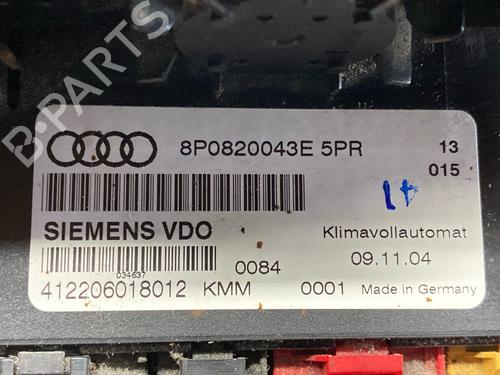 B-PARTS
8P0820043E 5PR 13
015
SIEMENS VDO Klimavollautomat
034637 0084 09.11.04
412206018012 KMM 0001 Made in Germany